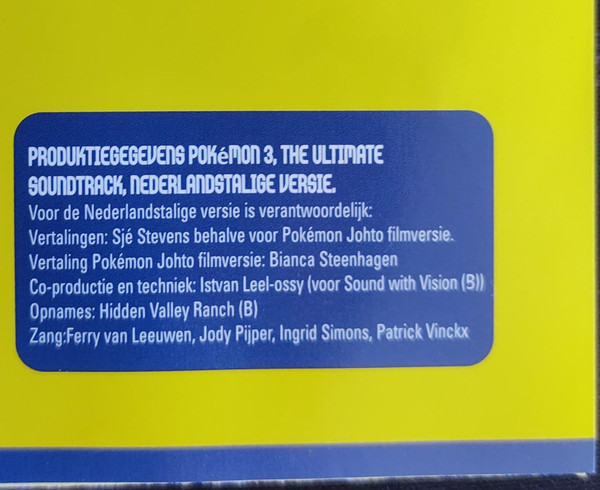 PRODUKTIEGEGEVENS POKéMON 3, THE ULTIMATE
SOUNDTRACK, NEDERLANDSTALIGE VERSIE.
Voor de Nederlandstalige versie is verantwoordelijk:
Vertalingen: Sjé Stevens behalve voor Pokémon Johto filmversie.
Vertaling Pokémon Johto filmversie: Bianca Steenhagen
Co-productie en techniek: Istvan Leel-ossy (voor Sound with Vision (B))
Opnames: Hidden Valley Ranch (B)
Zang:Ferry van Leeuwen, Jody Pijper, Ingrid Simons, Patrick Vinckx